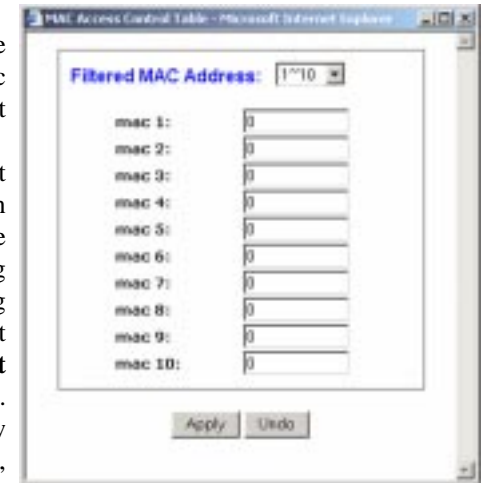 MAC Access Control Table - Microsoft Internet Explorer
Filtered MAC Address: 1~10
mac 1: 0
mac 2: 0
mac 3: 0
mac 4: 0
mac 5: 0
mac 6: 0
mac 7: 0
mac 8: 0
mac 9: 0
mac 10: 0
Apply Undo